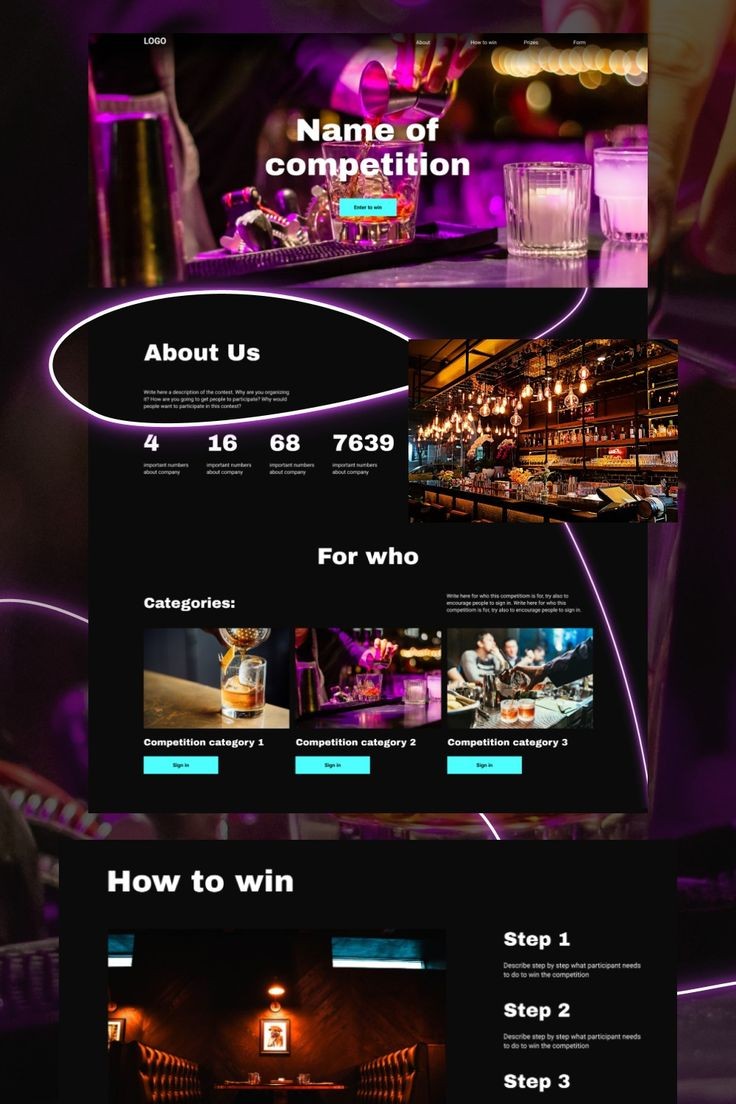 LOGO
About
How to win
Prizes
Form
Name of
competition
Enter to win
About Us
Write here a description of the contest. Why are you organizing
it? How are you going to get people to participate? Why would
people want to participate in this contest?
4
16
68
7639
important numbers
about company
important numbers
about company
important numbers
about company
important numbers
about company
For who
Categories:
Write here for who this competitiom is for, try also to
encourage people to sign in. Write here for who this
competitiom is for, try also to encourage people to sign in.
Competition category 1
Competition category 2
Competition category 3
Sign in
Sign in
Sign in
How to win
Step 1
Describe step by step what participant needs
to do to win the competition
Step 2
Describe step by step what participant needs
to do to win the competition
Step 3